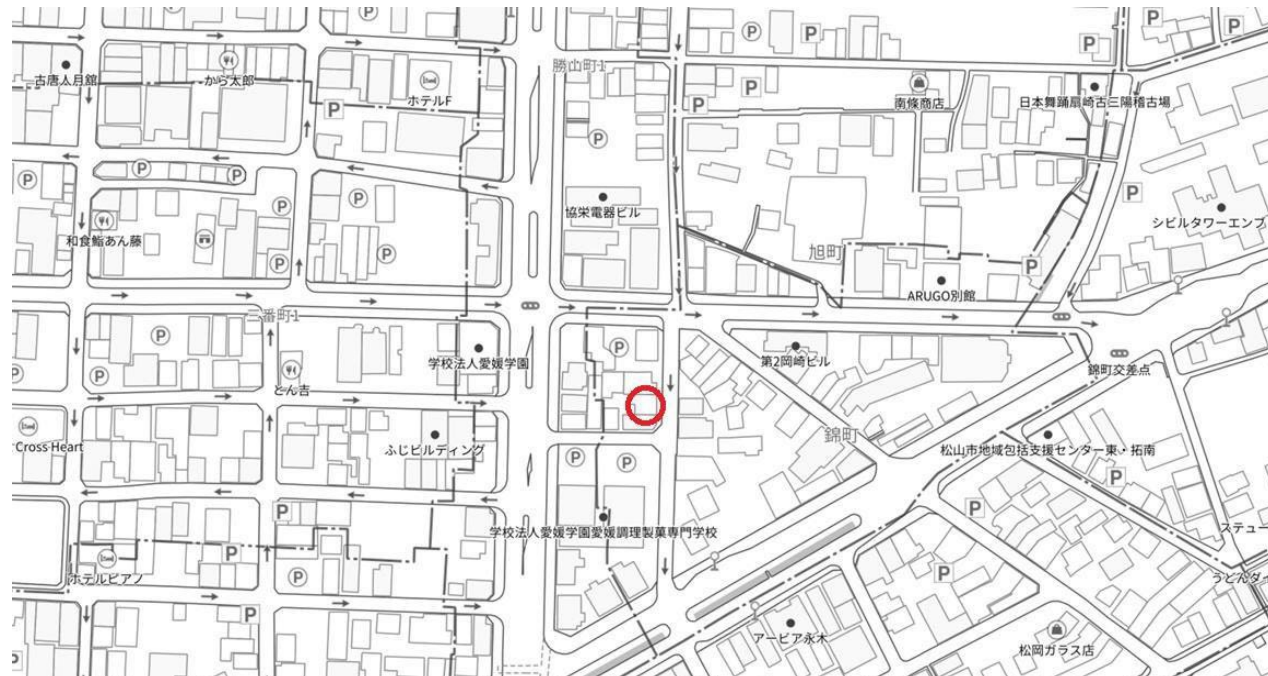 勝山町1
古唐人月館
から太郎
ホテルF
P
P
P
P
P
P
P
P
南條商店
日本舞踊扇崎古三陽稽古場
P
P
P
P
P
協栄電器ビル
シビルタワーエンプ
和食鮨あん藤
旭町
P
P
ARUGO別館
三番町1
P
P
P
P
学校法人愛媛学園
第2岡崎ビル
錦町交差点
とん吉
Cross Heart
ふじビルディング
錦町
松山市地域包括支援センター東・拓南
P
P
P
P
P
学校法人愛媛学園愛媛調理製菓専門学校
ステュー
P
P
P
ホテルピアノ
うどんダイ
P
P
アービア永木
松岡ガラス店